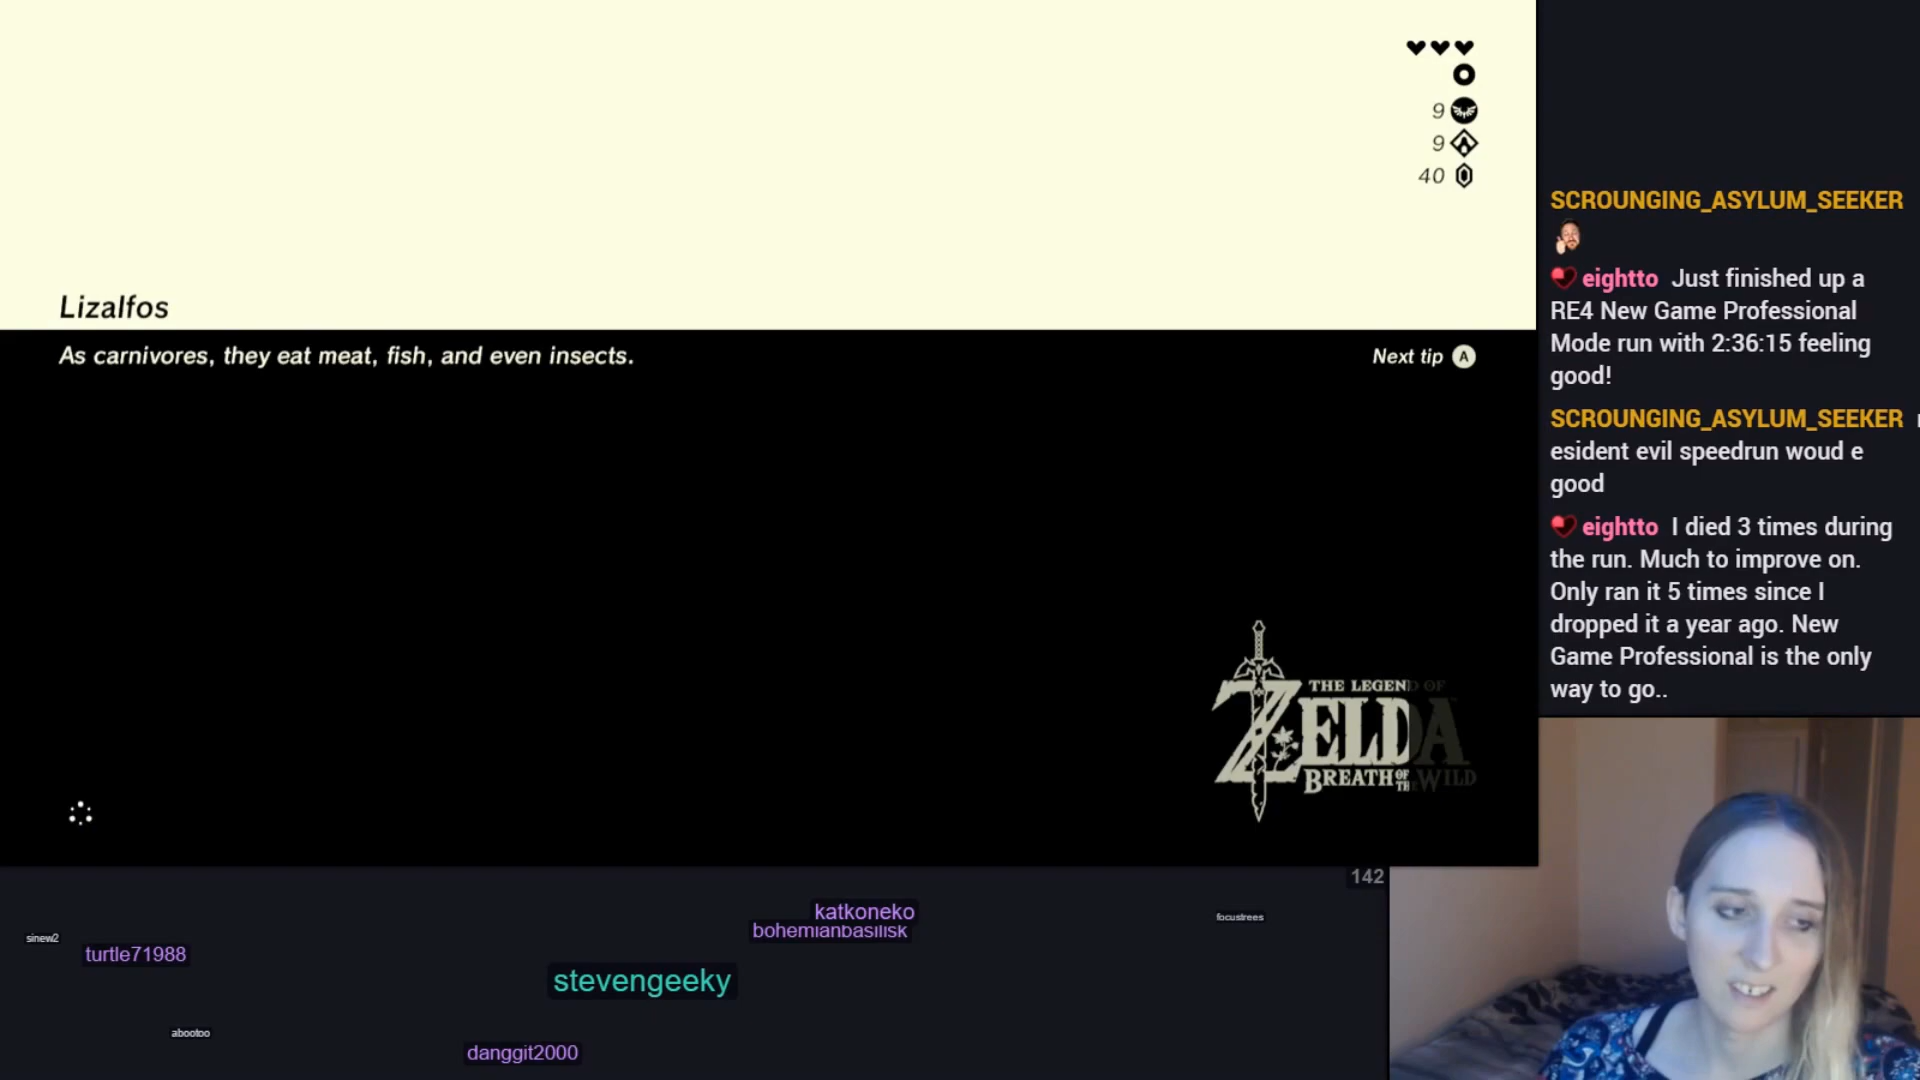 9
9
40
Lizalfos
As carnivores, they eat meat, fish, and even insects.
Next tip A
THE LEGEND OF
ZELDA
BREATH OF THE WILD
SCROUNGING_ASYLUM_SEEKER
eightto Just finished up a
RE4 New Game Professional
Mode run with 2:36:15 feeling
good!
SCROUNGING_ASYLUM_SEEKER r
esident evil speedrun woud e
good
eightto I died 3 times during
the run. Much to improve on.
Only ran it 5 times since I
dropped it a year ago. New
Game Professional is the only
way to go..
142
katkoneko
bohemianbasilisk
focustrees
sinew2
turtle71988
stevengeeky
abootoo
danggit2000